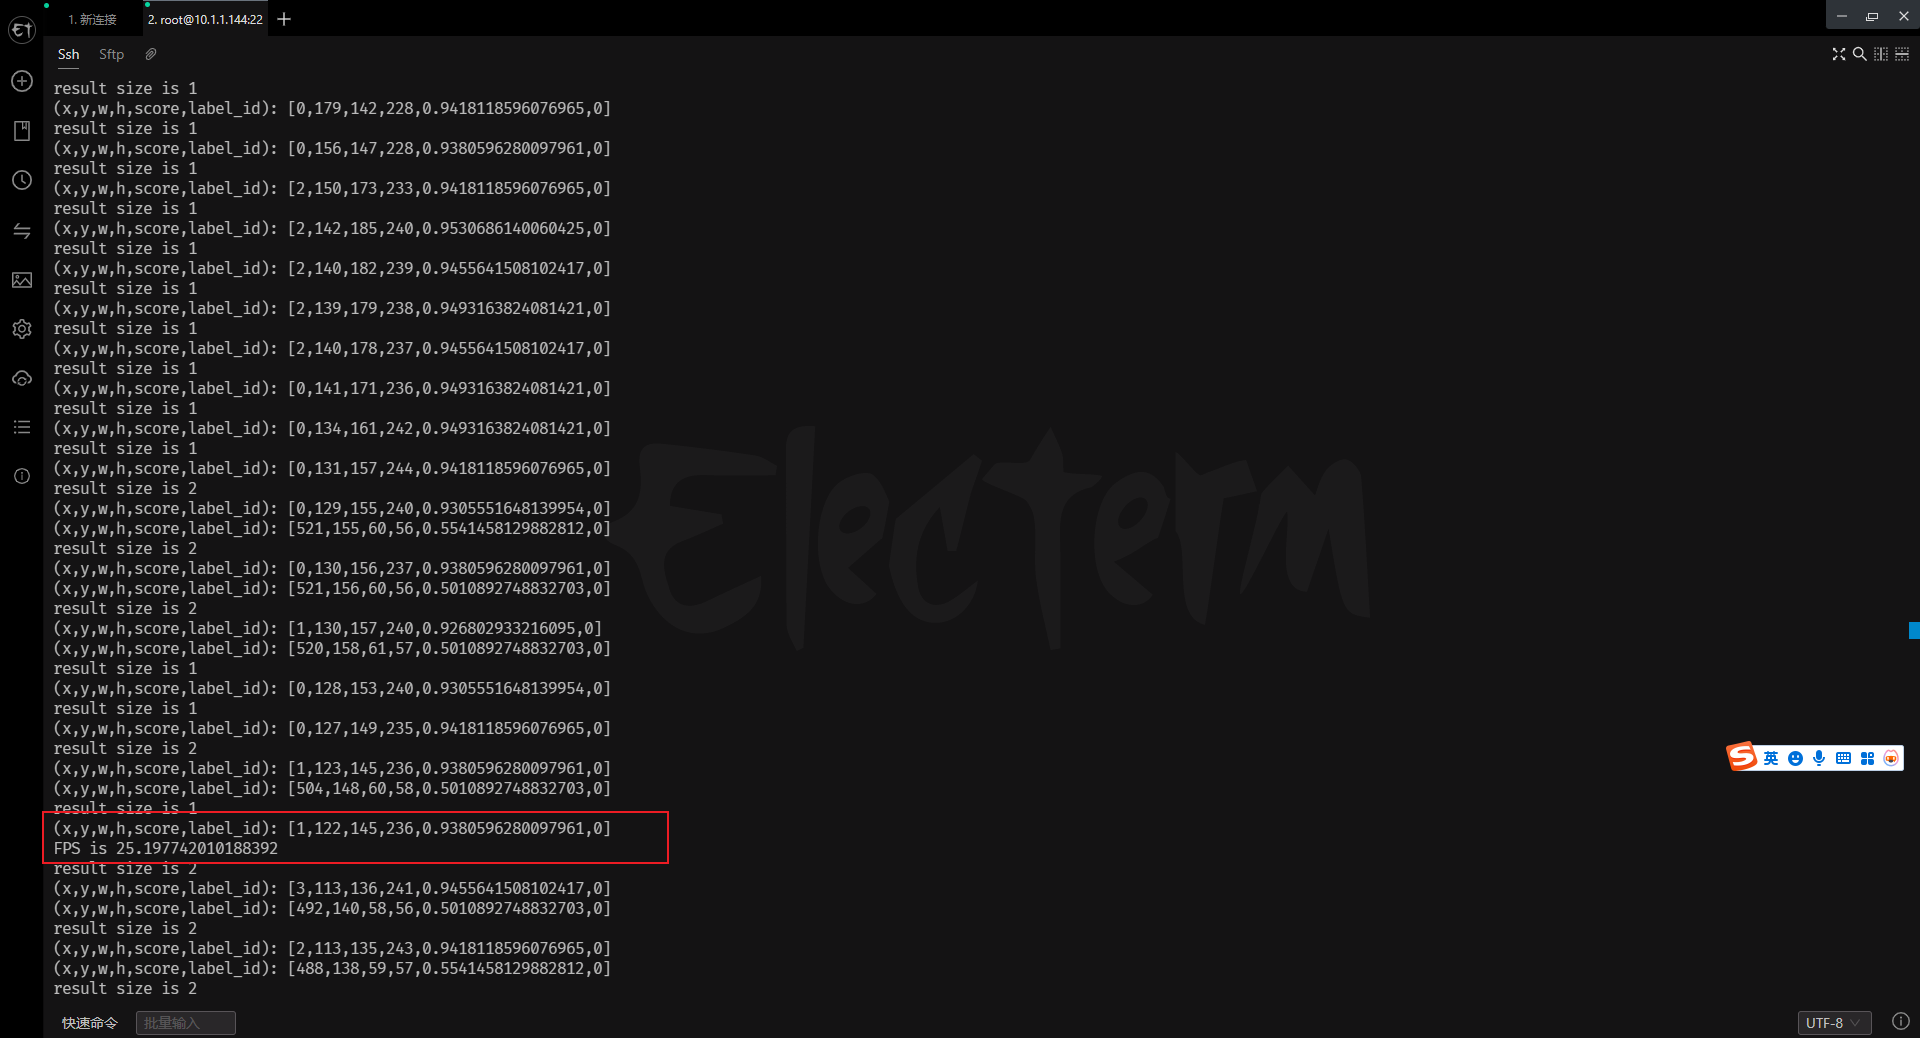 1. 新连接
2. root@10.1.1.144:22
Ssh
Sftp
result size is 1
(x,y,w,h,score,label_id): [0,179,142,228,0.9418118596076965,0]
result size is 1
(x,y,w,h,score,label_id): [0,156,147,228,0.9380596280097961,0]
result size is 1
(x,y,w,h,score,label_id): [2,150,173,233,0.9418118596076965,0]
result size is 1
(x,y,w,h,score,label_id): [2,142,185,240,0.9530686140060425,0]
result size is 1
(x,y,w,h,score,label_id): [2,140,182,239,0.9455641508102417,0]
result size is 1
(x,y,w,h,score,label_id): [2,139,179,238,0.9493163824081421,0]
result size is 1
(x,y,w,h,score,label_id): [2,140,178,237,0.9455641508102417,0]
result size is 1
(x,y,w,h,score,label_id): [0,141,171,236,0.9493163824081421,0]
result size is 1
(x,y,w,h,score,label_id): [0,134,161,242,0.9493163824081421,0]
result size is 1
(x,y,w,h,score,label_id): [0,131,157,244,0.9418118596076965,0]
result size is 2
(x,y,w,h,score,label_id): [0,129,155,240,0.9305551648139954,0]
(x,y,w,h,score,label_id): [521,155,60,56,0.5541458129882812,0]
result size is 2
(x,y,w,h,score,label_id): [0,130,156,237,0.9380596280097961,0]
(x,y,w,h,score,label_id): [521,156,60,56,0.5010892748832703,0]
result size is 2
(x,y,w,h,score,label_id): [1,130,157,240,0.926802933216095,0]
(x,y,w,h,score,label_id): [520,158,61,57,0.5010892748832703,0]
result size is 1
(x,y,w,h,score,label_id): [0,128,153,240,0.9305551648139954,0]
result size is 1
(x,y,w,h,score,label_id): [0,127,149,235,0.9418118596076965,0]
result size is 2
(x,y,w,h,score,label_id): [1,123,145,236,0.9380596280097961,0]
(x,y,w,h,score,label_id): [504,148,60,58,0.5010892748832703,0]
result size is 1
(x,y,w,h,score,label_id): [1,122,145,236,0.9380596280097961,0]
FPS is 25.197742010188392
result size is 2
(x,y,w,h,score,label_id): [3,113,136,241,0.9455641508102417,0]
(x,y,w,h,score,label_id): [492,140,58,56,0.5010892748832703,0]
result size is 2
(x,y,w,h,score,label_id): [2,113,135,243,0.9418118596076965,0]
(x,y,w,h,score,label_id): [488,138,59,57,0.5541458129882812,0]
result size is 2
Electerm
英
快速命令
批量输入
UTF-8